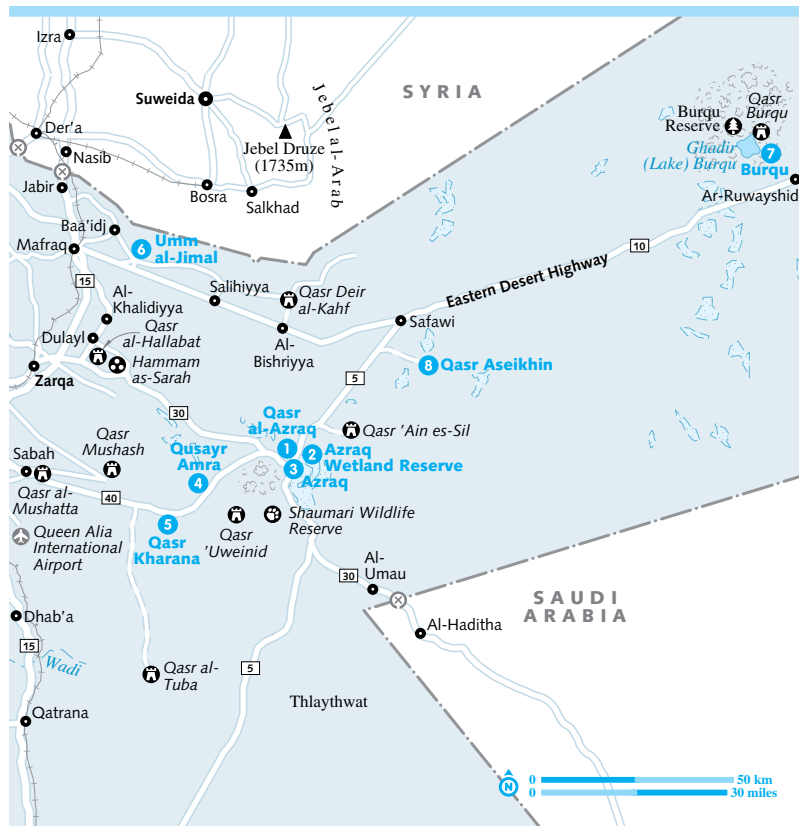 Izra
Suweida
SYRIA
Jebel al-Arab
Jebel Druze
(1735m)
Der'a
Nasib
Jabir
Bosra
Salkhad
Burqu
Reserve
Qasr
Burqu
Ghadir
(Lake) Burqu
7
Burqu
Ar-Ruwayshid
Baa'idj
Mafraq
6
Umm
al-Jimal
10
Eastern Desert Highway
15
Al-
Khalidiyya
Salihiyya
Qasr Deir
al-Kahf
Safawi
Dulayl
Qasr
al-Hallabat
Hammam
as-Sarah
Al-
Bishriyya
Zarqa
8
Qasr Aseikhin
5
30
Qasr
al-Azraq
Qasr 'Ain es-Sil
Sabah
Qasr
Mushash
Qusayr
Amra
4
1
2
Azraq
Wetland Reserve
3
Azraq
Qasr al-
Mushatta
40
5
Qasr
Kharana
Qasr
'Uweinid
Shaumari Wildlife
Reserve
Queen Alia
International
Airport
30
Al-
Umau
SAUDI
ARABIA
Dhab'a
Al-Haditha
15
Wadi
5
Qasr al-
Tuba
Thlaythwat
Qatrana
N
0
50 km
0
30 miles